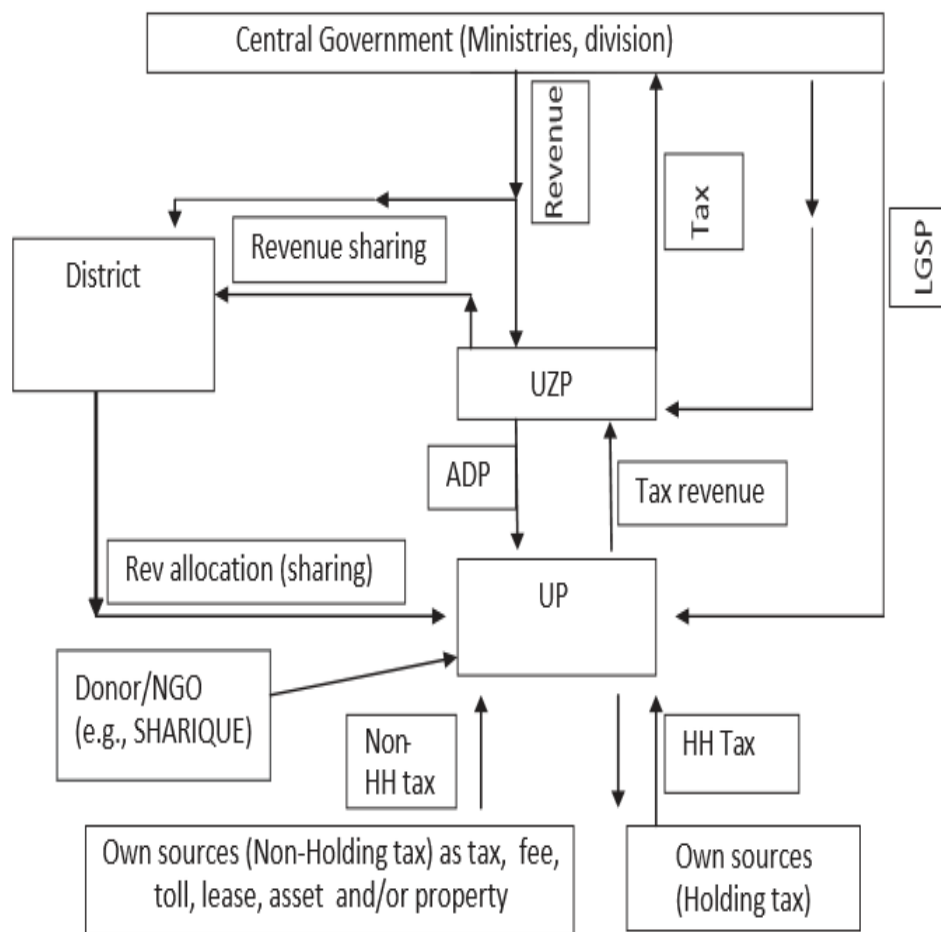 Central Government (Ministries, division)
Revenue
Tax
LGSP
Revenue sharing
District
UZP
ADP
Tax revenue
Rev allocation (sharing)
UP
Donor/NGO
(e.g., SHARIQUE)
Non-
HH tax
HH Tax
Own sources (Non-Holding tax) as tax, fee,
toll, lease, asset and/or property
Own sources
(Holding tax)